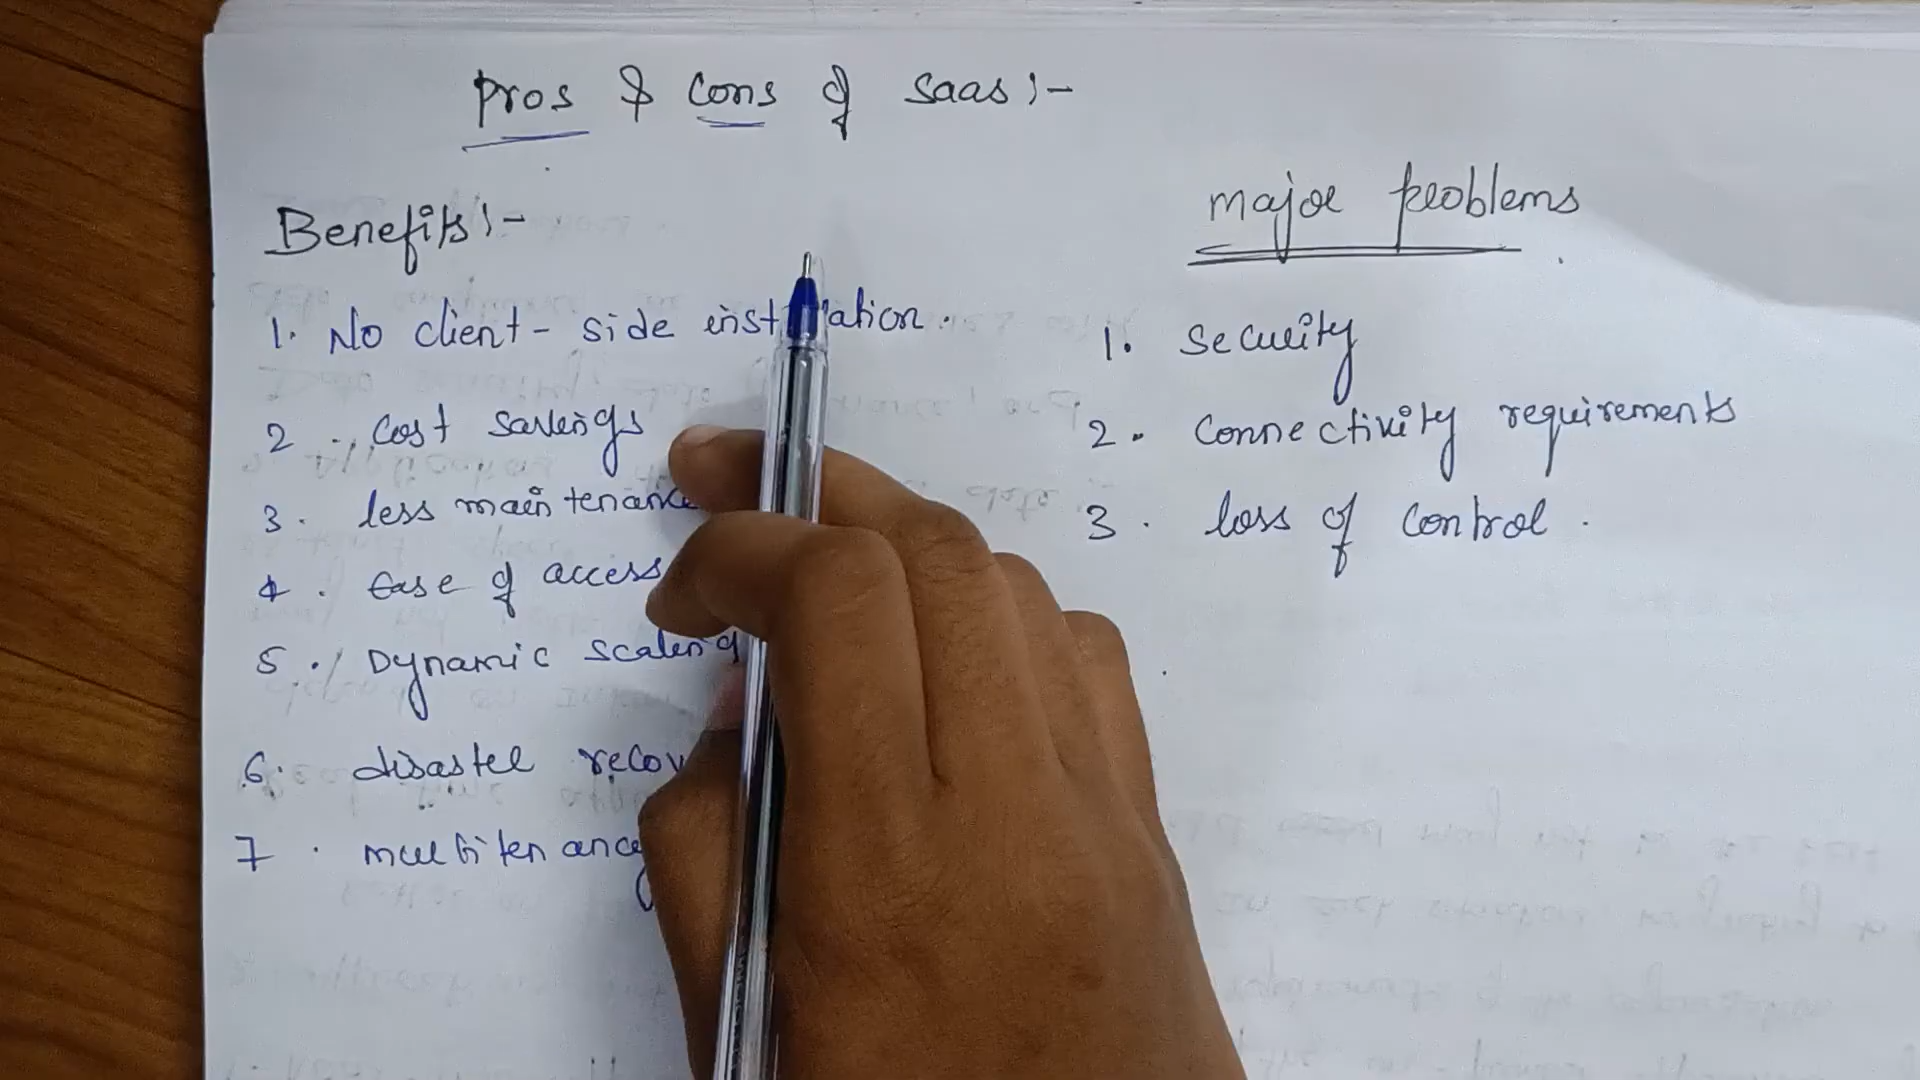 Pros & Cons of Saas :-
Benefits :-
1. No client-side installation.
2. Cost savings
3. less maintenance
4. Ease of access
5. Dynamic scaling
6. disaster recov
7. multitenancy
major problems
1. Security
2. Connectivity requirements
3. loss of control.